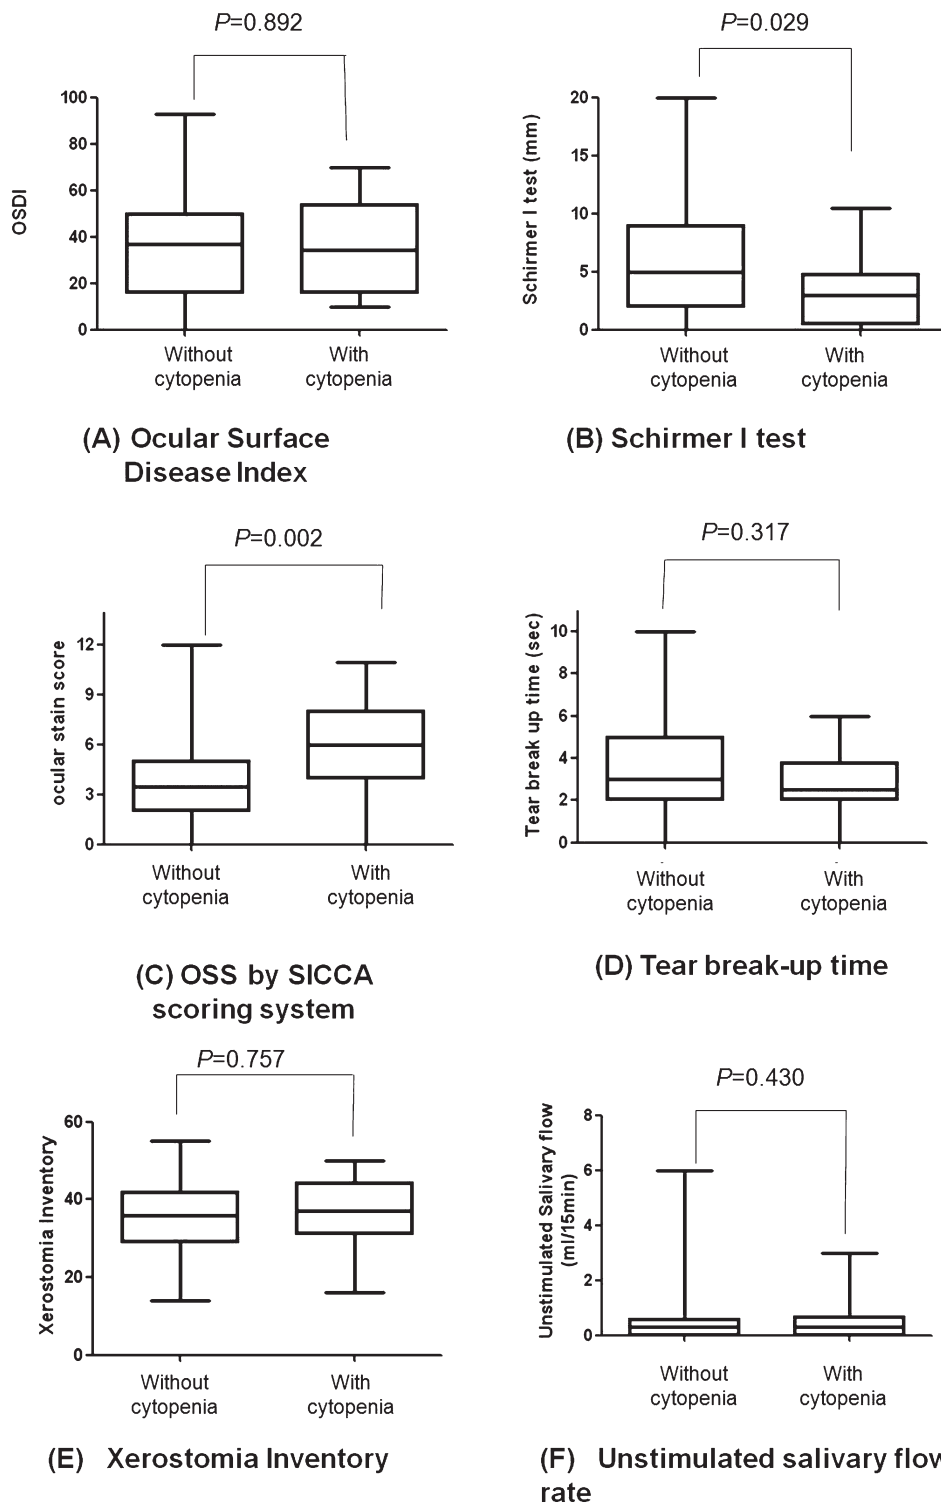 P=0.892
OSDI
100
80
60
40
20
0
Without
cytopenia
With
cytopenia
(A) Ocular Surface
Disease Index
P=0.029
Schirmer I test (mm)
20
15
10
5
0
Without
cytopenia
With
cytopenia
(B) Schirmer I test
P=0.002
ocular stain score
12
9
6
3
0
Without
cytopenia
With
cytopenia
(C) OSS by SICCA
scoring system
P=0.317
Tear break up time (sec)
10
8
6
4
2
0
Without
cytopenia
With
cytopenia
(D) Tear break-up time
P=0.757
Xerostomia Inventory
60
40
20
0
Without
cytopenia
With
cytopenia
(E) Xerostomia Inventory
P=0.430
Unstimulated Salivary flow
(ml/15min)
8
6
4
2
0
Without
cytopenia
With
cytopenia
(F) Unstimulated salivary flow
rate